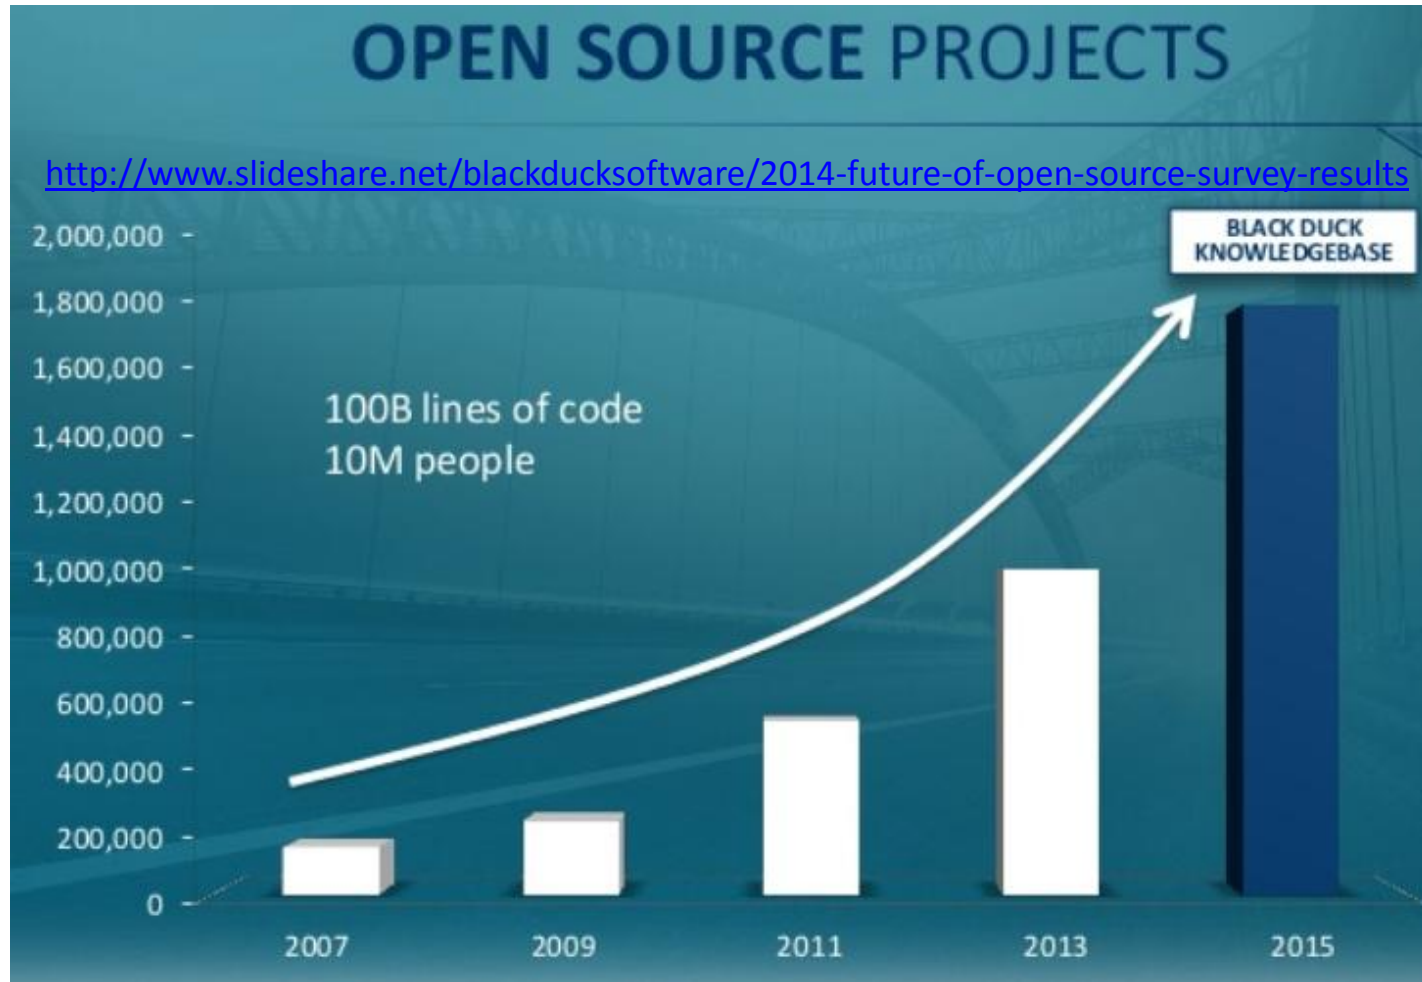 OPEN SOURCE PROJECTS
http://www.slideshare.net/blackducksoftware/2014-future-of-open-source-survey-results
BLACK DUCK
KNOWLEDGEBASE
2,000,000
1,800,000
1,600,000
1,400,000
1,200,000
1,000,000
800,000
600,000
400,000
200,000
0
100B lines of code
10M people
2007 2009 2011 2013 2015